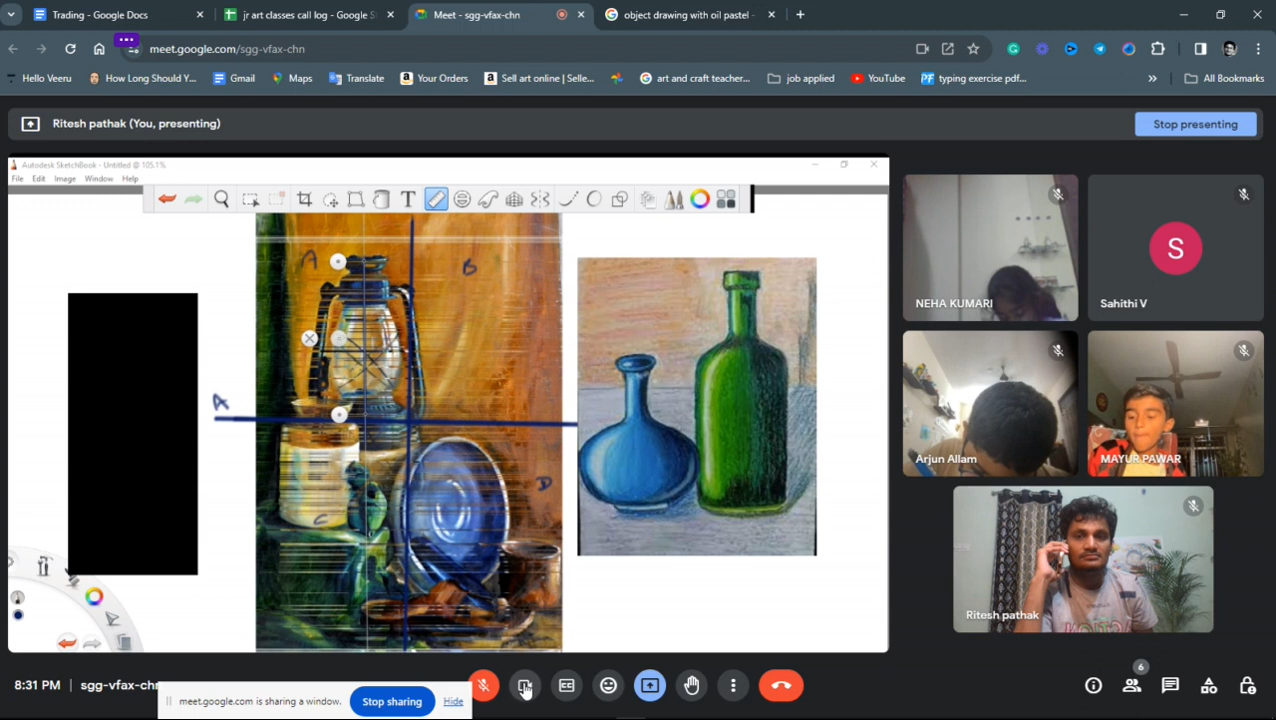 Trading - Google Docs
jr art classes call log - Google S
Meet - sgg-vfax-chn
object drawing with oil pastel -
meet.google.com/sgg-vfax-chn
Hello Veeru
How Long Should Y...
Gmail
Maps
Translate
Your Orders
Sell art online | Selle...
art and craft teacher...
job applied
YouTube
typing exercise pdf...
All Bookmarks
Ritesh pathak (You, presenting)
Stop presenting
Autodesk SketchBook - Untitled @ 105.1%
File Edit Image Window Help
T
A
B
A
C
D
NEHA KUMARI
S
Sahithi V
Arjun Allam
MAYUR PAWAR
Ritesh pathak
8:31 PM | sgg-vfax-chn
meet.google.com is sharing a window.
Stop sharing
Hide
6